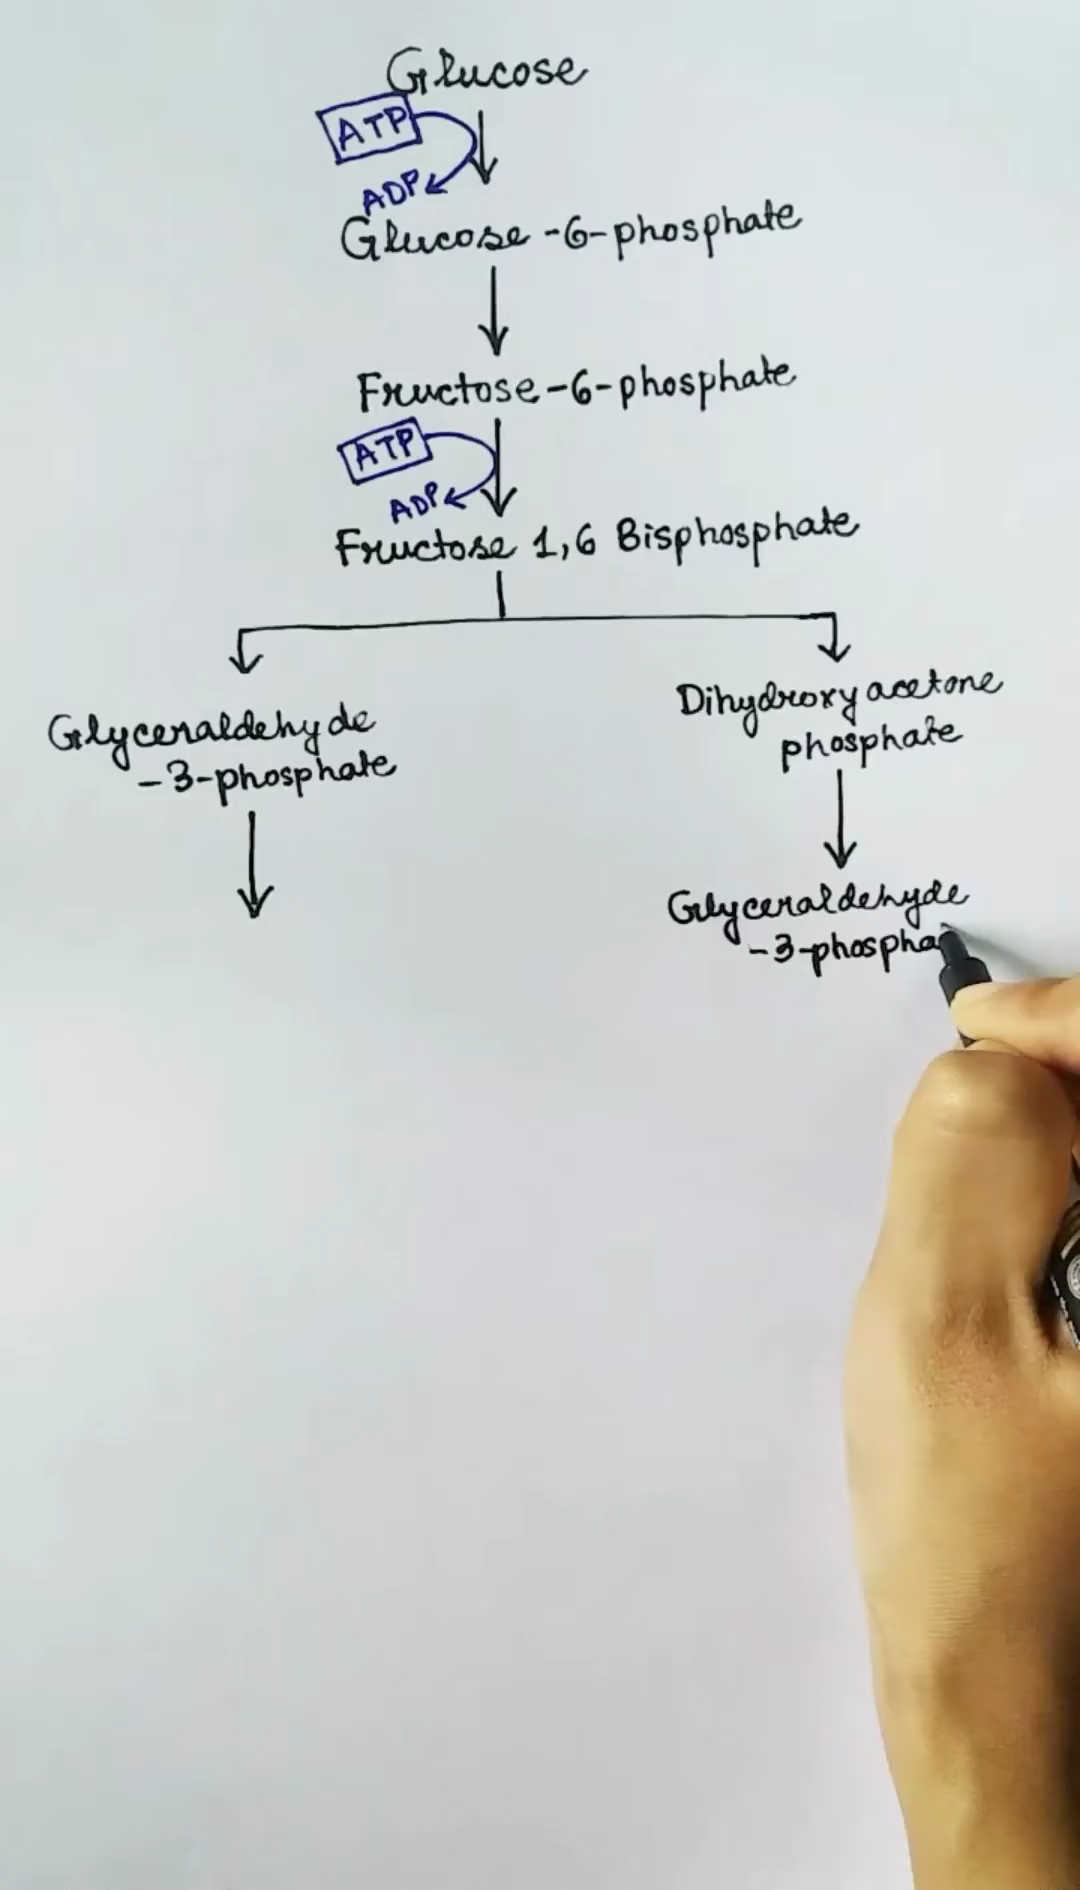 Glucose
ATP
ADP
Glucose-6-phosphate
Fructose-6-phosphate
ATP
ADP
Fructose 1,6 Bisphosphate
Glyceraldehyde
-3-phosphate
Dihydroxyacetone
phosphate
Glyceraldehyde
-3-phospha